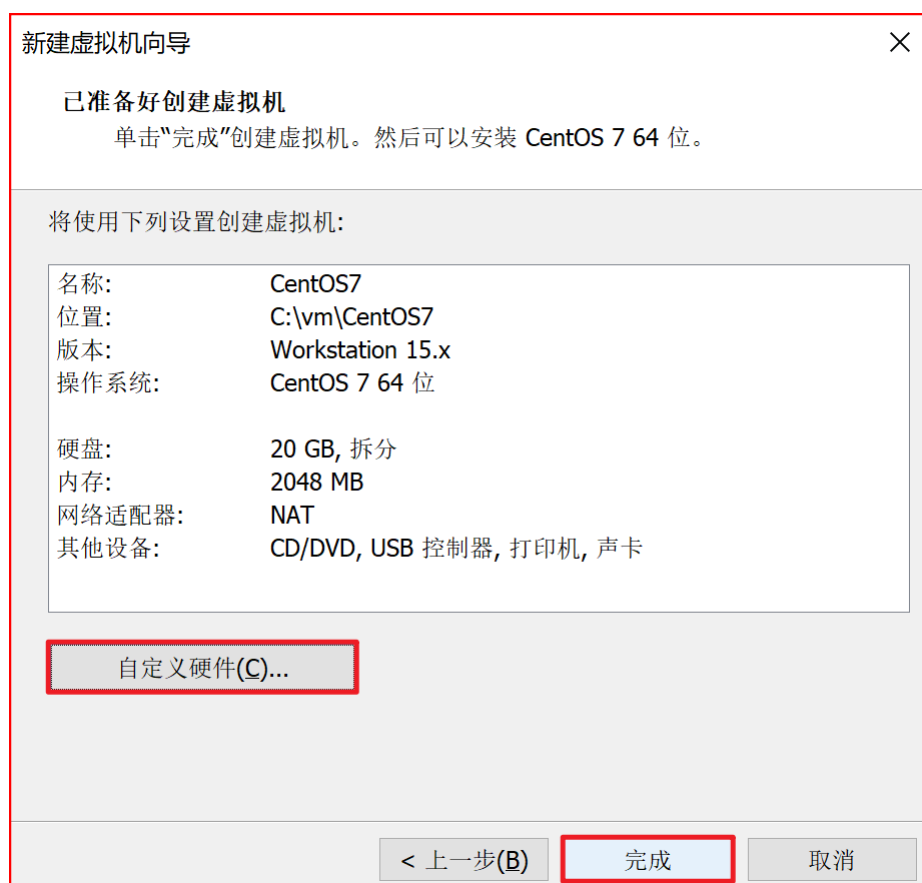 新建虚拟机向导
已准备好创建虚拟机
单击“完成”创建虚拟机。然后可以安装 CentOS 7 64 位。
将使用下列设置创建虚拟机:
名称: CentOS7
位置: C:\vm\CentOS7
版本: Workstation 15.x
操作系统: CentOS 7 64 位
硬盘: 20 GB, 拆分
内存: 2048 MB
网络适配器: NAT
其他设备: CD/DVD, USB 控制器, 打印机, 声卡
自定义硬件(C)...
< 上一步(B) 完成 取消